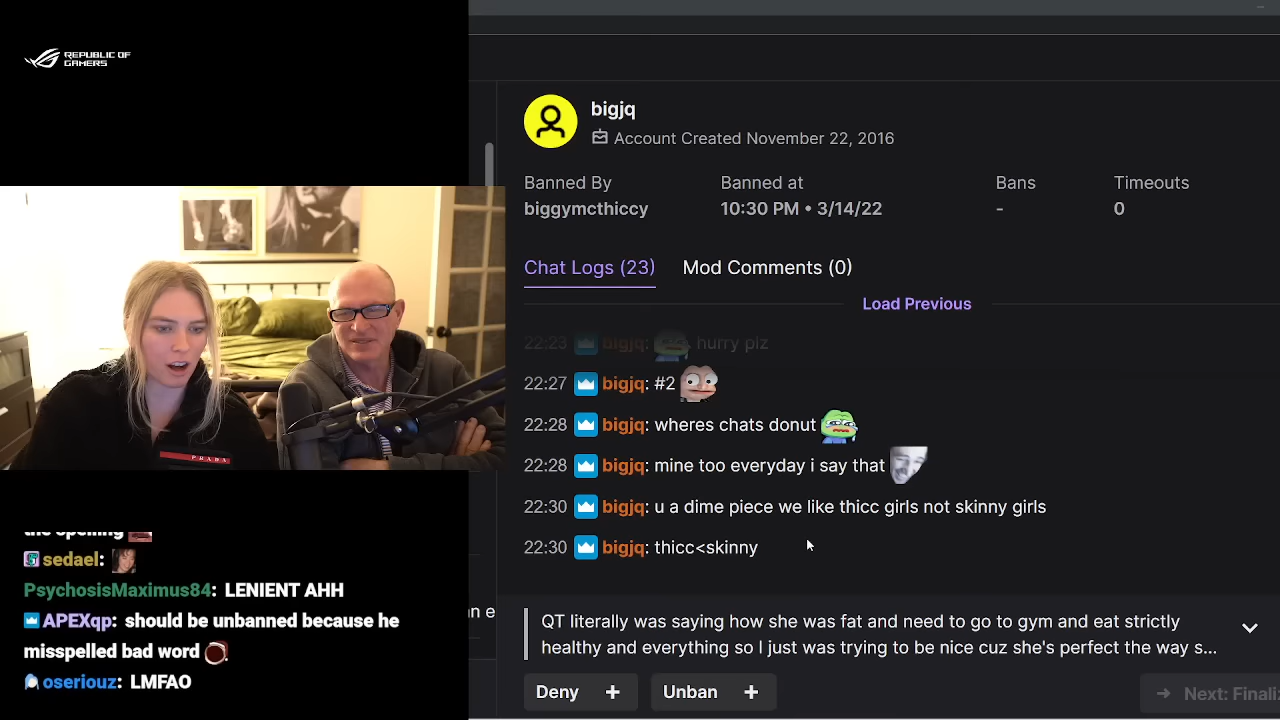 REPUBLIC OF
GAMERS
bigjq
Account Created November 22, 2016
Banned By
Banned at
Bans
Timeouts
biggymcthiccy
10:30 PM • 3/14/22
-
0
Chat Logs (23)
Mod Comments (0)
Load Previous
22:23 bigjq: hurry plz
22:27 bigjq: #2
22:28 bigjq: wheres chats donut
22:28 bigjq: mine too everyday i say that
22:30 bigjq: u a dime piece we like thicc girls not skinny girls
22:30 bigjq: thicc<skinny
QT literally was saying how she was fat and need to go to gym and eat strictly
healthy and everything so I just was trying to be nice cuz she's perfect the way s...
Deny +
Unban +
→ Next: Finali
PRADA
the spelling
sedael:
PsychosisMaximus84: LENIENT AHH
APEXqp: should be unbanned because he
misspelled bad word
oseriouz: LMFAO
n e